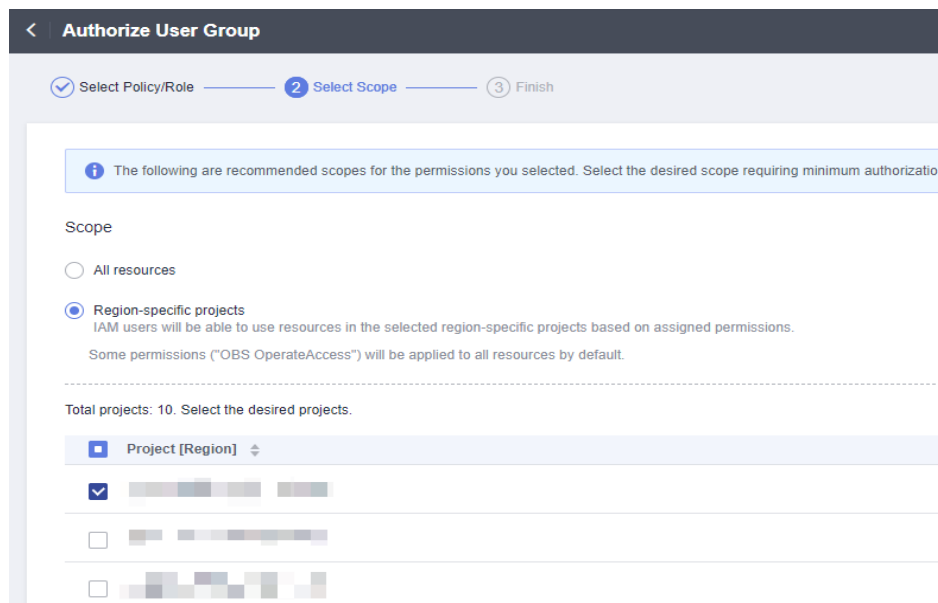 Authorize User Group
Select Policy/Role 2 Select Scope 3 Finish
The following are recommended scopes for the permissions you selected. Select the desired scope requiring minimum authorizatio
Scope
All resources
Region-specific projects
IAM users will be able to use resources in the selected region-specific projects based on assigned permissions.
Some permissions ("OBS OperateAccess") will be applied to all resources by default.
Total projects: 10. Select the desired projects.
Project [Region]